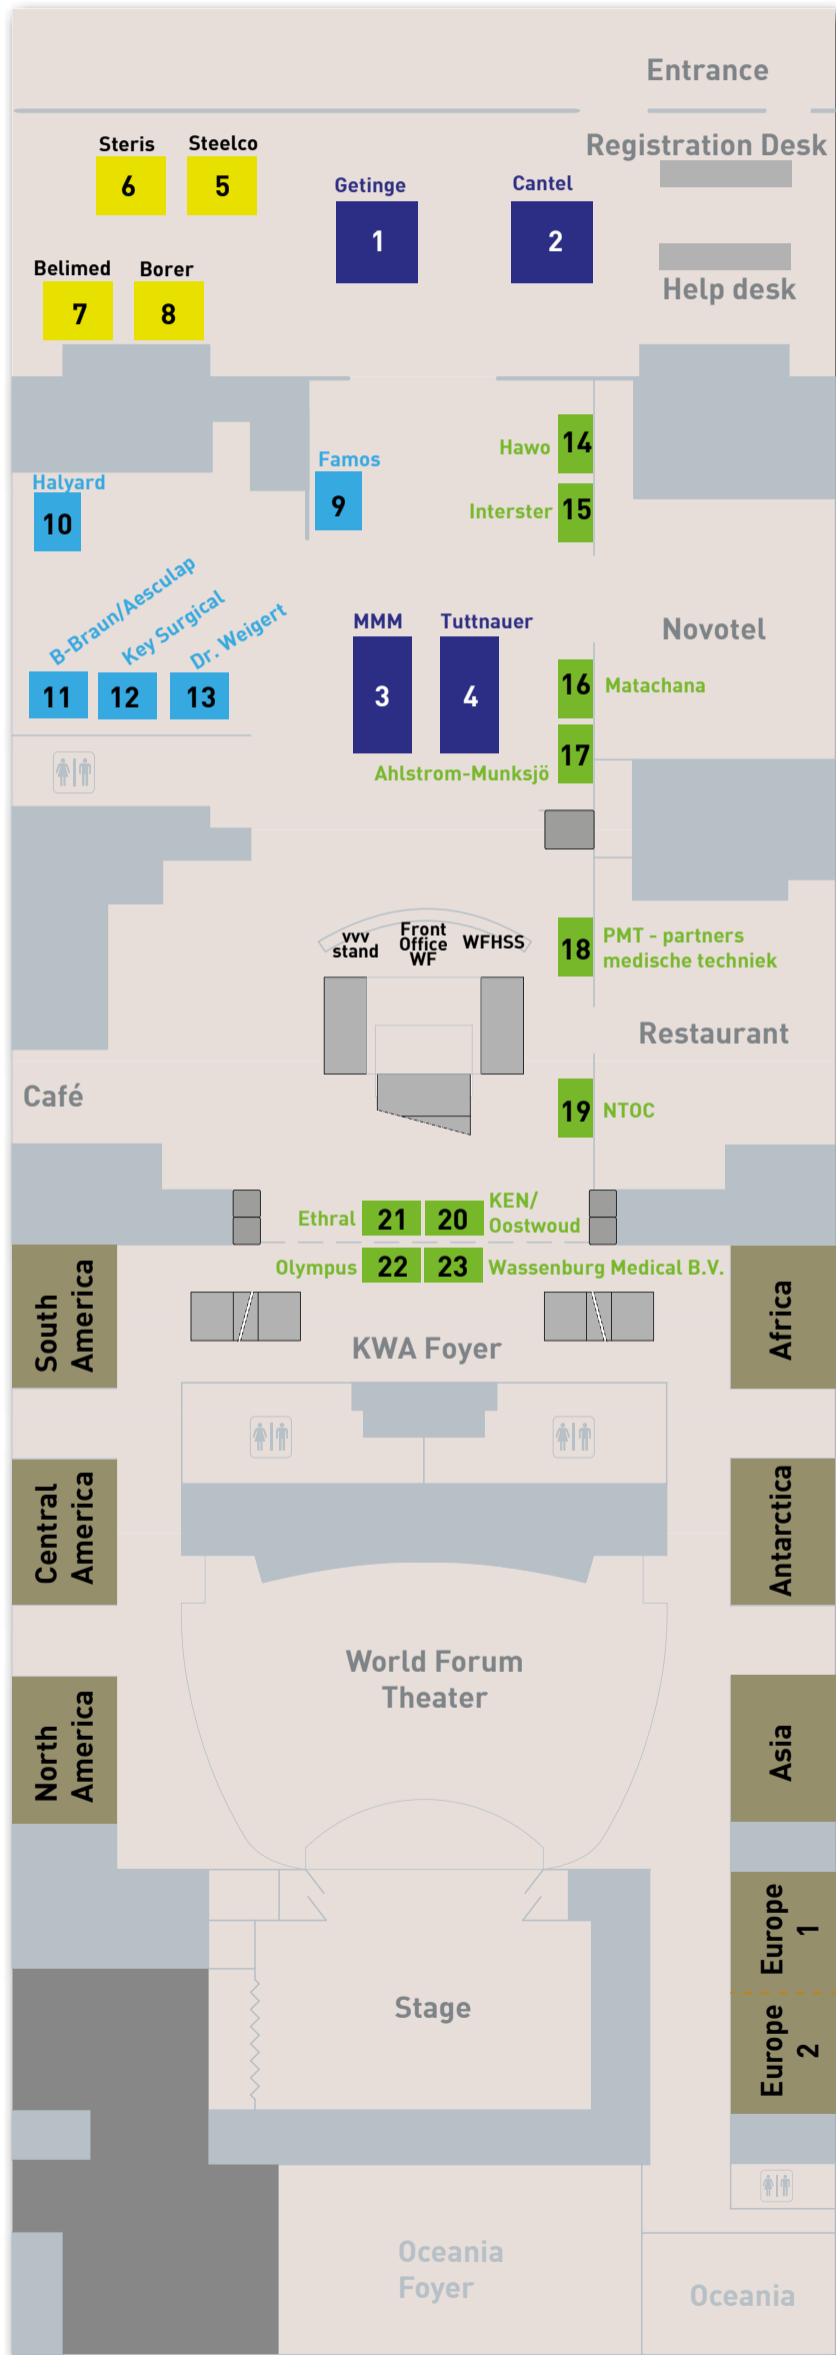 Entrance
Registration Desk
Steris
Steelco
6
5
Getinge
Cantel
1
2
Help desk
Belimed
Borer
7
8
Hawo
14
Famos
9
Halyard
10
Interster
15
B-Braun/Aesculap
Key Surgical
Dr. Weigert
11
12
13
MMM
Tuttnauer
3
4
Novotel
16
Matachana
17
Ahlstrom-Munksjö
vvv
stand
Front
Office
WF
WFHSS
18
PMT - partners
medische techniek
Restaurant
Café
19
NTOC
Ethral
21
20
KEN/
Oostwoud
Olympus
22
23
Wassenburg Medical B.V.
South
America
KWA Foyer
Africa
Central
America
Antarctica
World Forum
Theater
North
America
Asia
Europe
1
Stage
Europe
2
Oceania
Foyer
Oceania